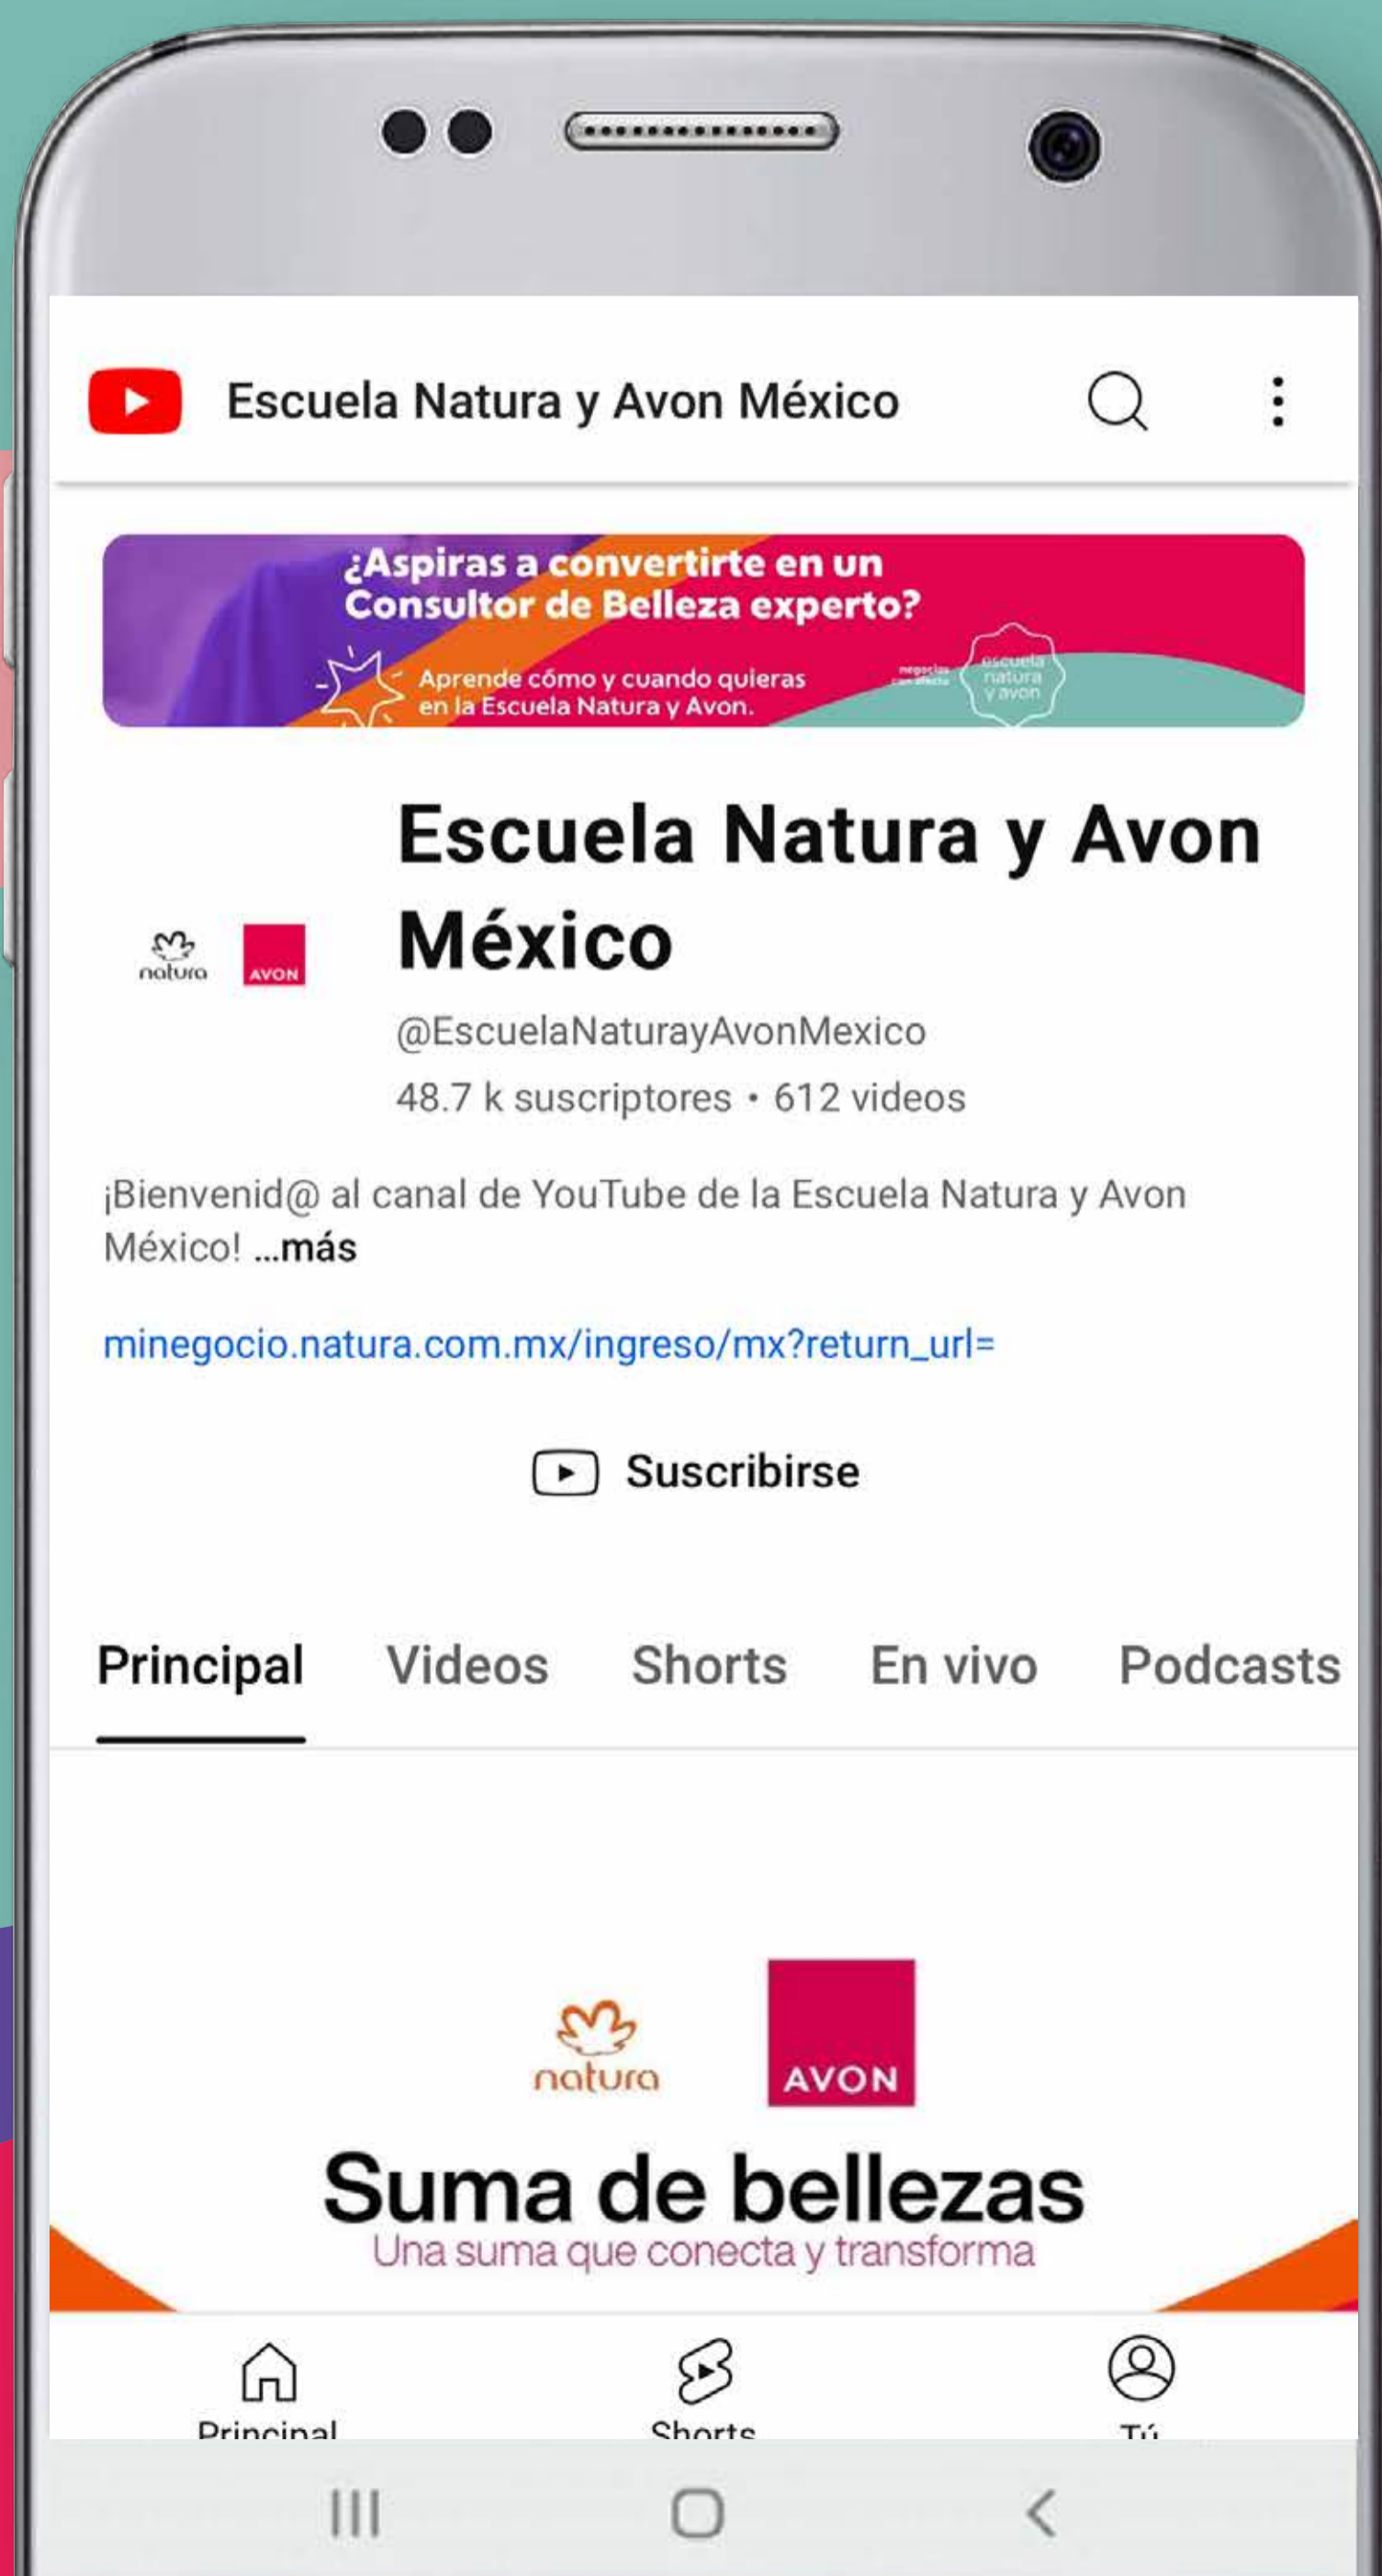 Escuela Natura y Avon México
¿Aspiras a convertirte en un
Consultor de Belleza experto?
Aprende cómo y cuando quieras
en la Escuela Natura y Avon.
negocios
con afecto
escuela
natura
y avon
Escuela Natura y Avon
México
natura
AVON
@EscuelaNaturayAvonMexico
48.7 k suscriptores • 612 videos
¡Bienvenid@ al canal de YouTube de la Escuela Natura y Avon
México! ...más
minegocio.natura.com.mx/ingreso/mx?return_url=
Suscribirse
Principal Videos Shorts En vivo Podcasts
natura
AVON
Suma de bellezas
Una suma que conecta y transforma
Principal Shorts Tú